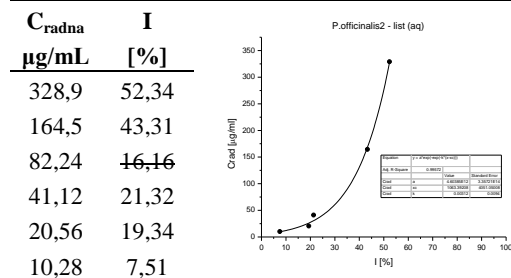 C radna I
µg/mL [%]
328,9 52,34
164,5 43,31
82,24 16,16
41,12 21,32
20,56 19,34
10,28 7,51
P.officinalis2 - list (aq)
350
300
250
200
150
100
50
0
Crad [µg/ml]
0 10 20 30 40 50 60 70 80 90 100
I [%]
Equation
Adj. R-Square 0.99572
Value Standard Error